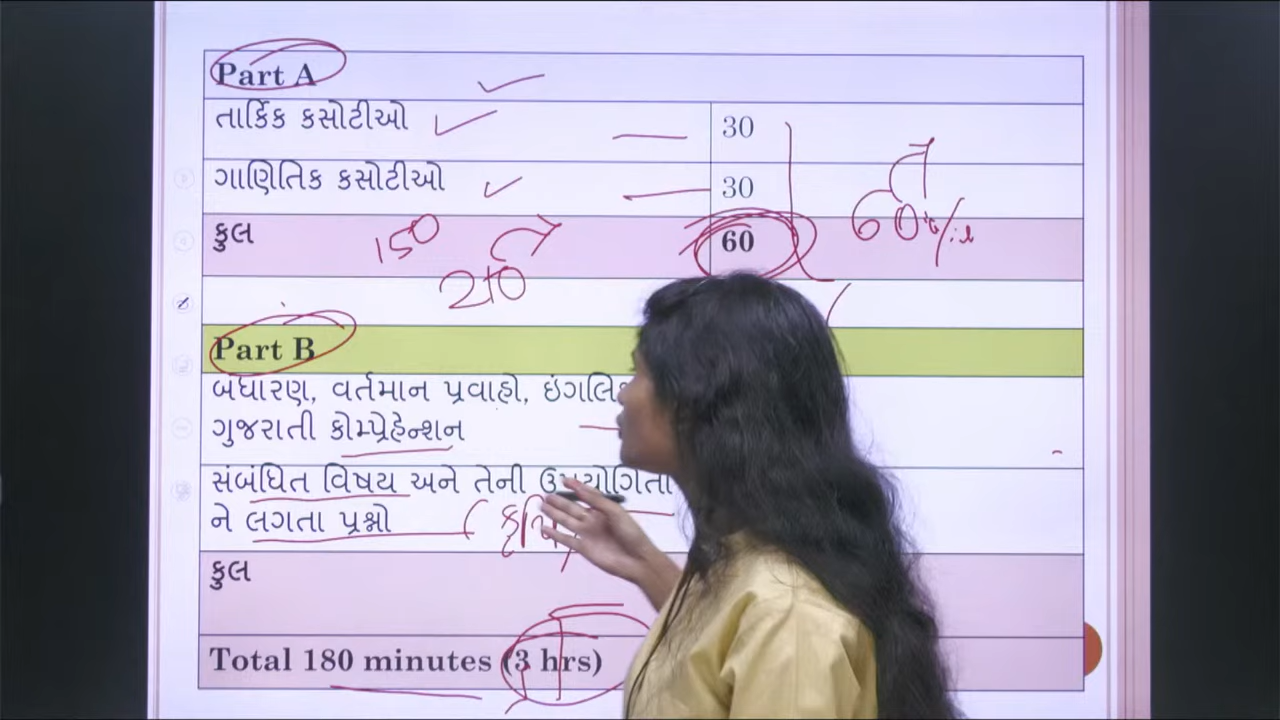 Part A
તાર્કિક કસોટીઓ 30
ગાણિતિક કસોટીઓ 30
કુલ 60
150
210
Part B
બંધારણ, વર્તમાન પ્રવાહો,
ગુજરાતી કોમ્પ્રેહેન્શન
સંબંધિત વિષય અને તેની ઉપયોગિતા
ને લગતા પ્રશ્નો
કુલ
Total 180 minutes (3 hrs)